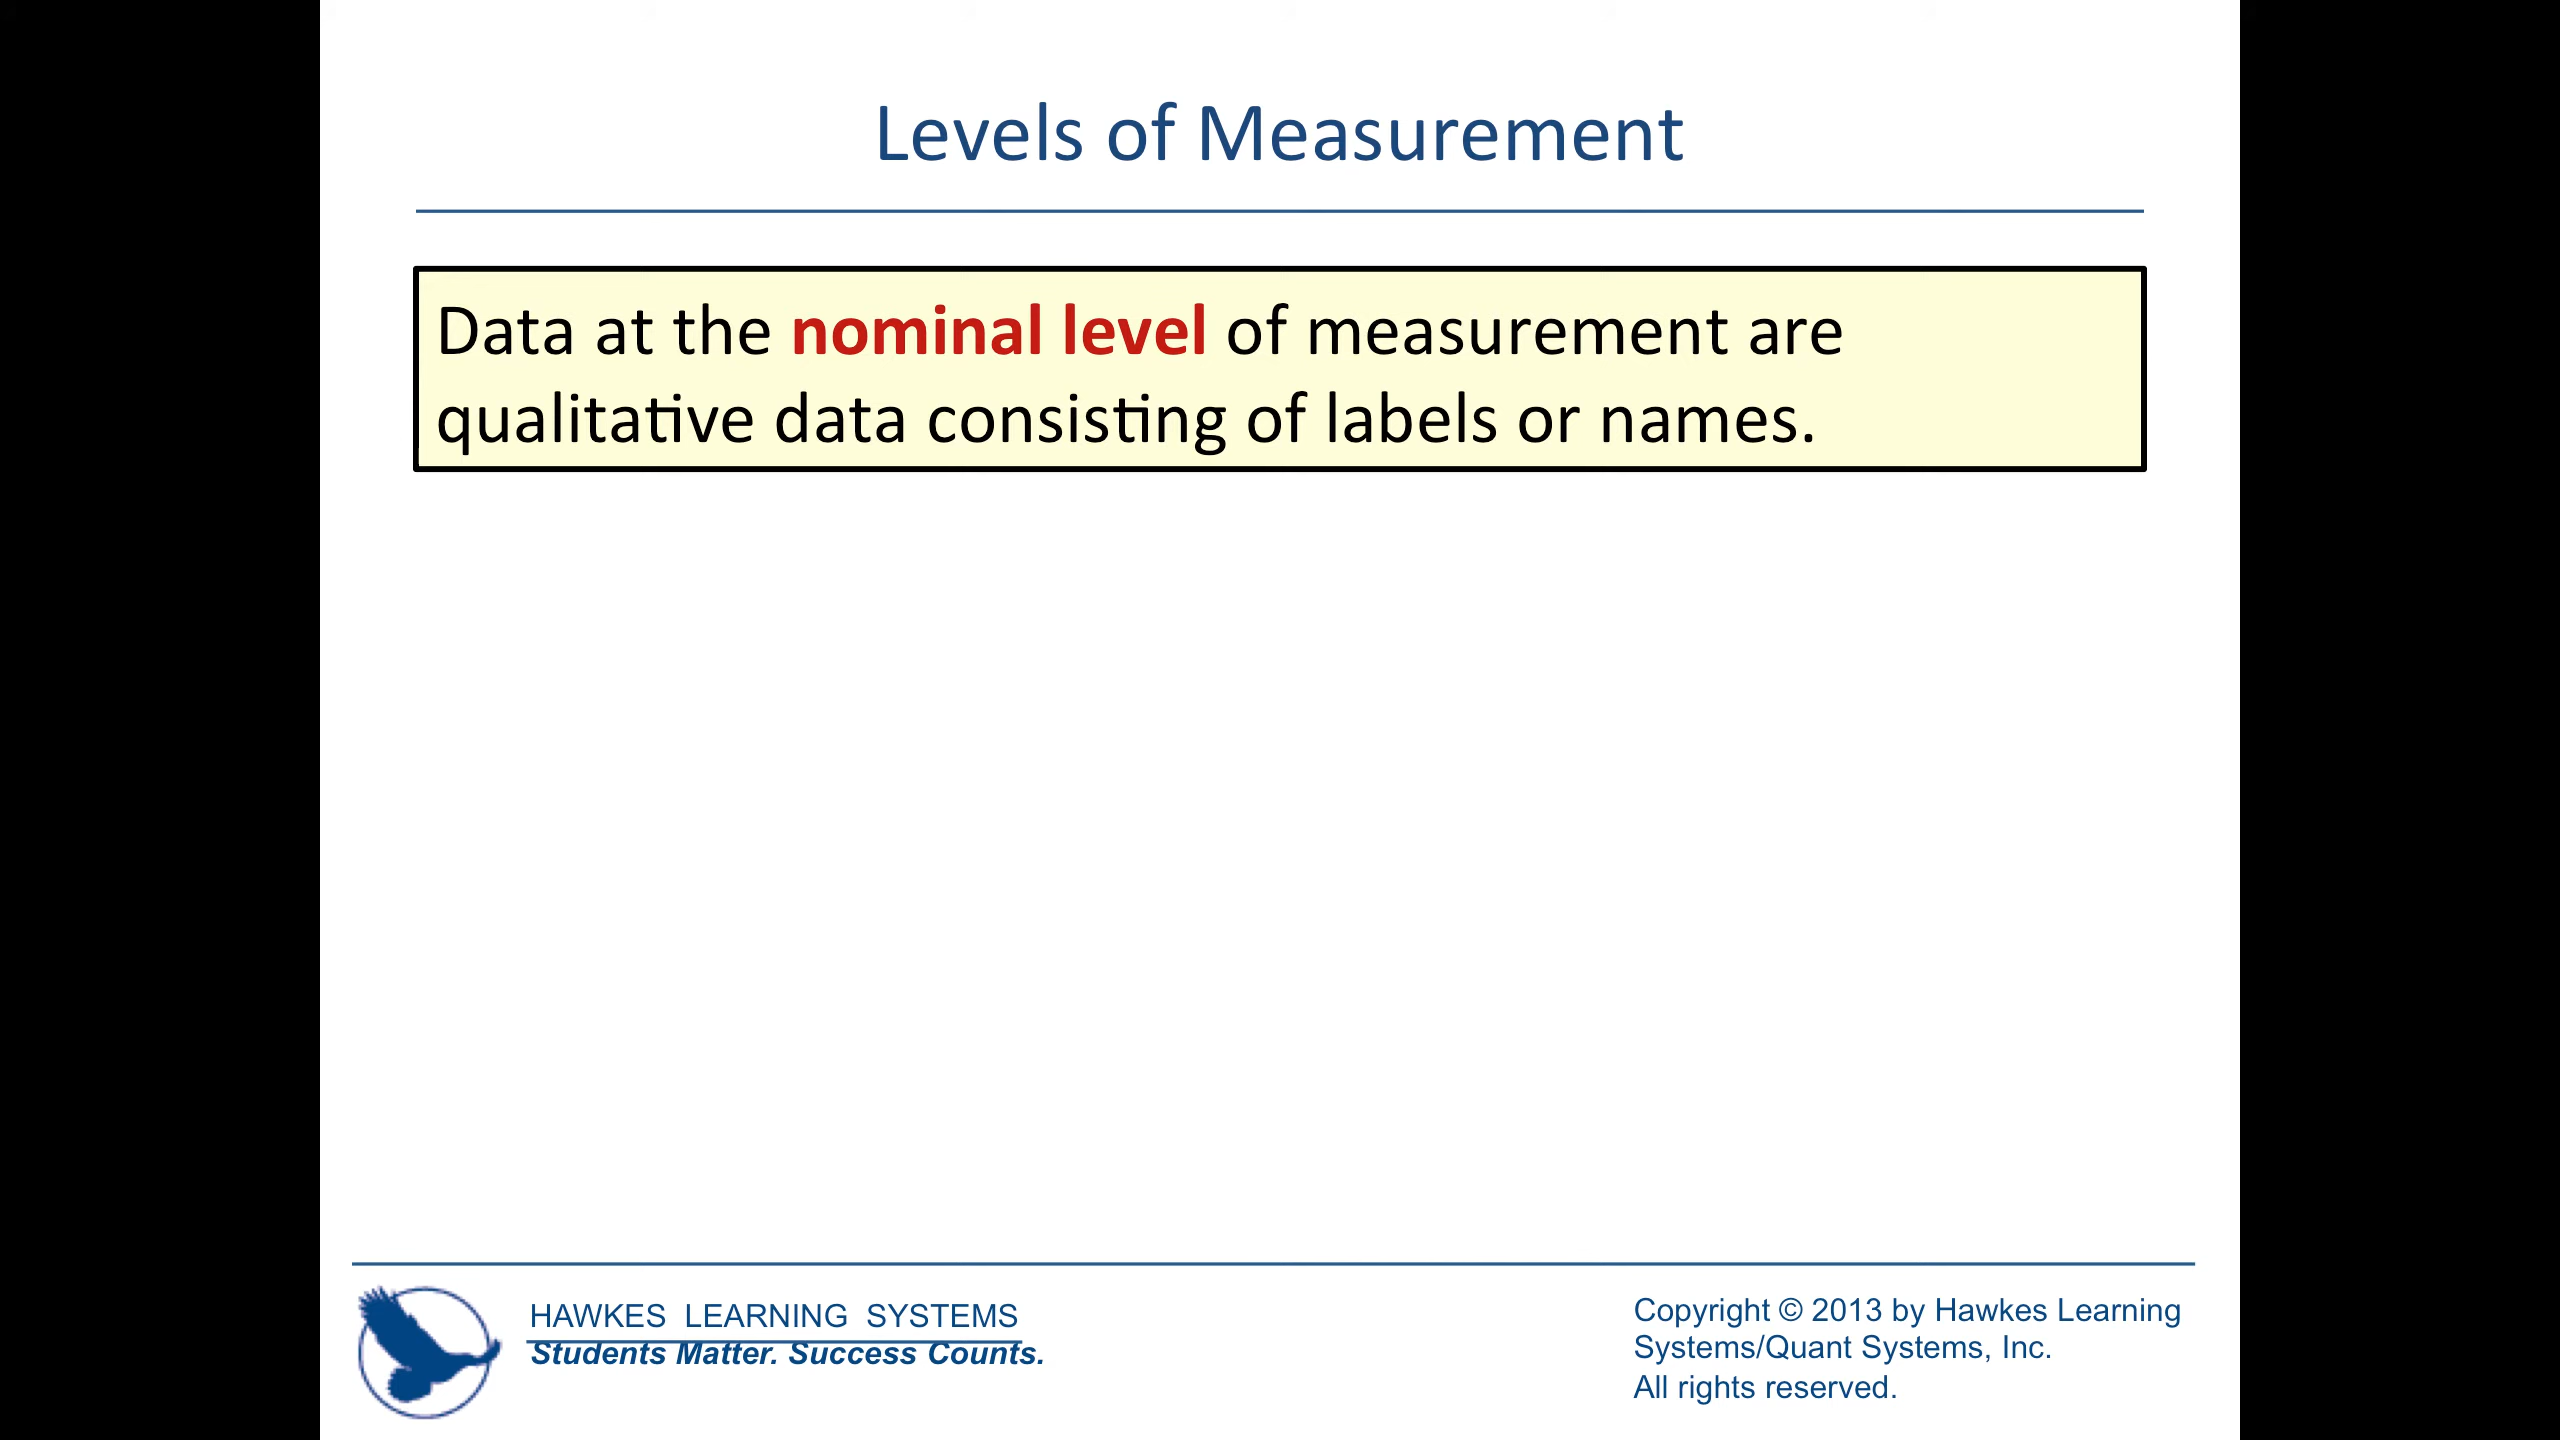 Levels of Measurement
Data at the nominal level of measurement are
qualitative data consisting of labels or names.
HAWKES LEARNING SYSTEMS
Students Matter. Success Counts.
Copyright © 2013 by Hawkes Learning
Systems/Quant Systems, Inc.
All rights reserved.